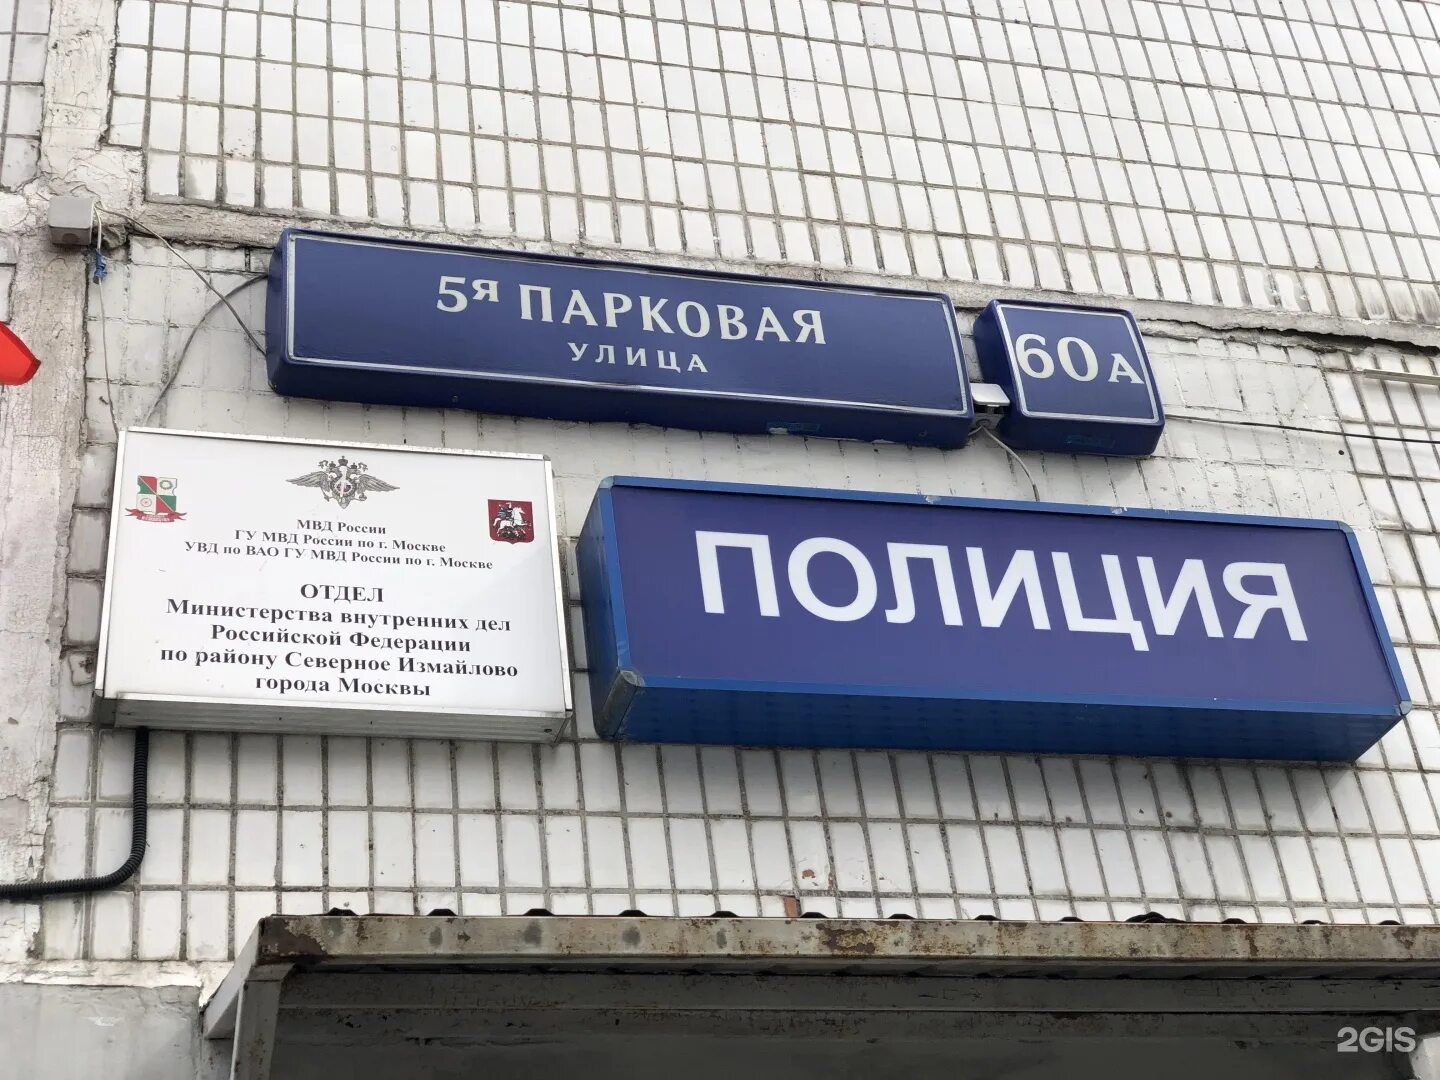 5я ПАРКОВАЯ
УЛИЦА
60А
МВД России
ГУ МВД России по г. Москве
УВД по ВАО ГУ МВД России по г. Москве
ОТДЕЛ
Министерства внутренних дел
Российской Федерации
по району Северное Измайлово
города Москвы
ПОЛИЦИЯ
2GIS